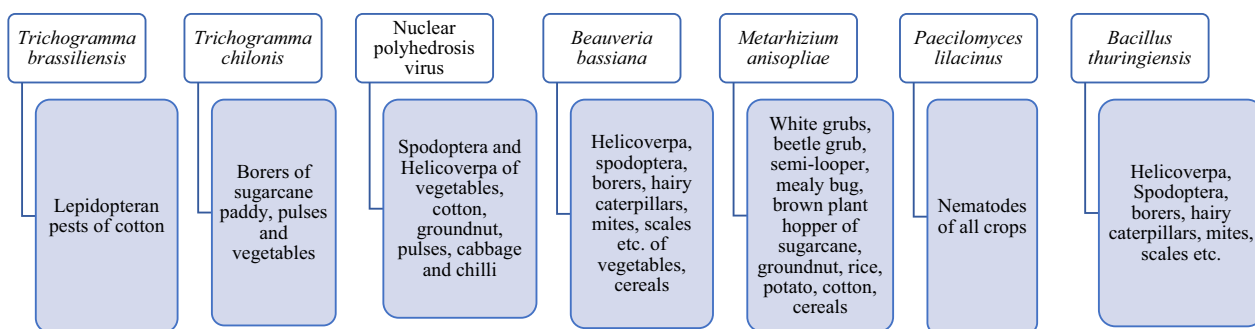 Trichogramma
brassiliensis
Lepidopteran
pests of cotton
Trichogramma
chilonis
Borers of
sugarcane
paddy, pulses
and
vegetables
Nuclear
polyhedrosis
virus
Spodoptera and
Helicoverpa of
vegetables,
cotton,
groundnut,
pulses, cabbage
and chilli
Beauveria
bassiana
Helicoverpa,
spodoptera,
borers, hairy
caterpillars,
mites, scales
etc. of
vegetables,
cereals
Metarhizium
anisopliae
White grubs,
beetle grub,
semi-looper,
mealy bug,
brown plant
hopper of
sugarcane,
groundnut, rice,
potato, cotton,
cereals
Paecilomyces
lilacinus
Nematodes
of all crops
Bacillus
thuringiensis
Helicoverpa,
Spodoptera,
borers, hairy
caterpillars, mites,
scales etc.